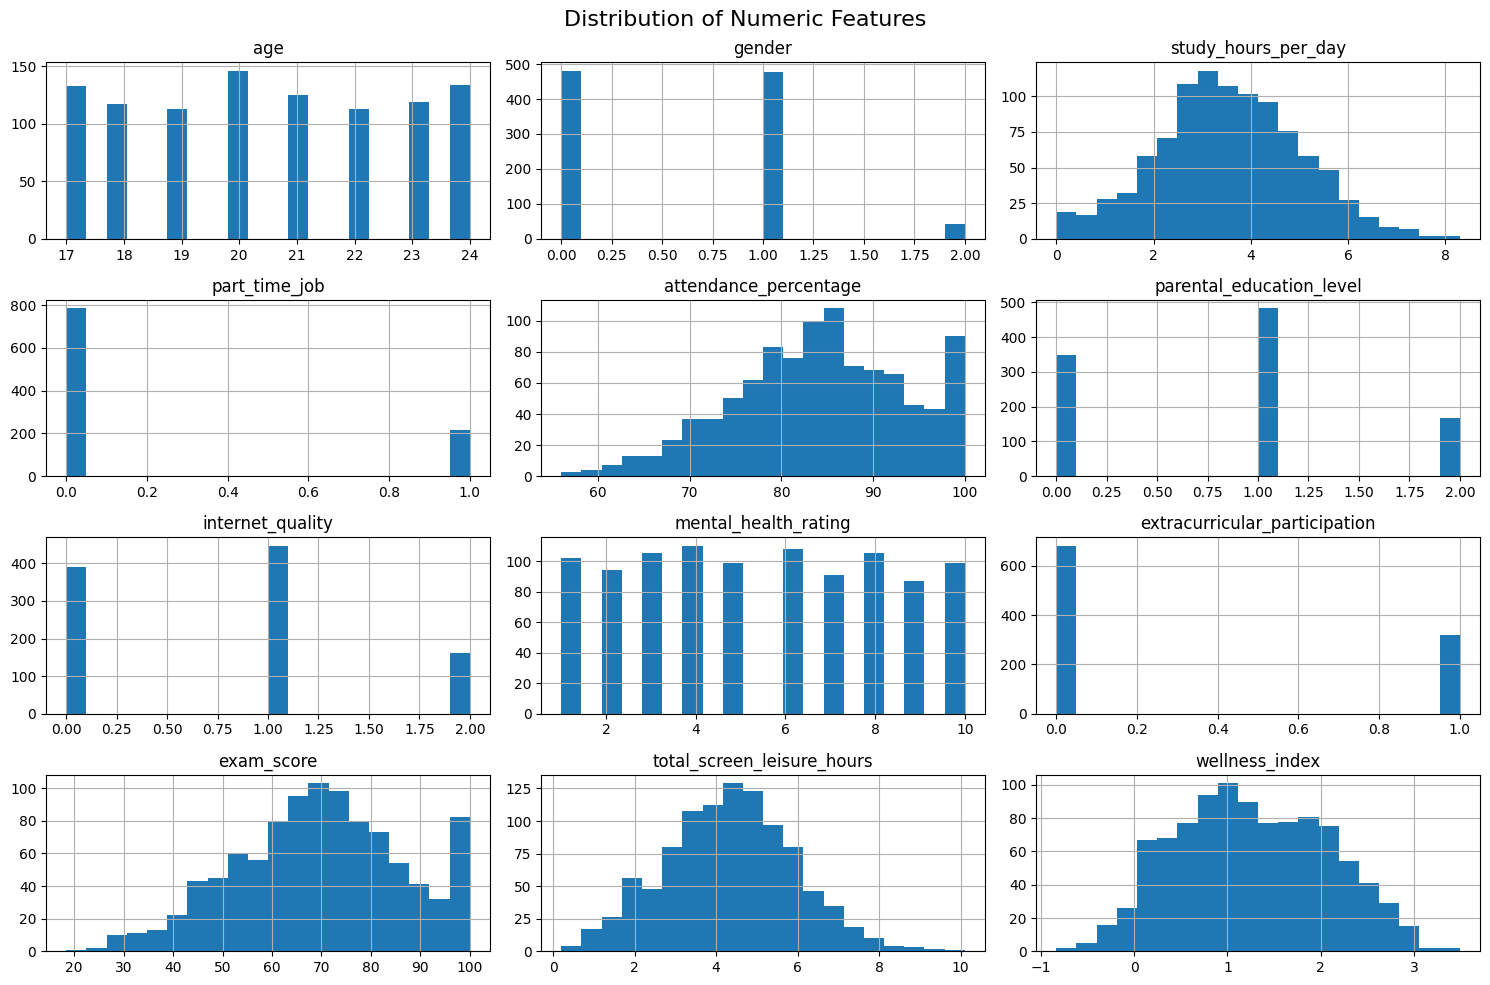 Distribution of Numeric Features
age
150
100
50
0
17 18 19 20 21 22 23 24
gender
500
400
300
200
100
0
0.00 0.25 0.50 0.75 1.00 1.25 1.50 1.75 2.00
study_hours_per_day
100
75
50
25
0
0 2 4 6 8
part_time_job
800
600
400
200
0
0.0 0.2 0.4 0.6 0.8 1.0
attendance_percentage
100
80
60
40
20
0
60 70 80 90 100
parental_education_level
500
400
300
200
100
0
0.00 0.25 0.50 0.75 1.00 1.25 1.50 1.75 2.00
internet_quality
400
300
200
100
0
0.00 0.25 0.50 0.75 1.00 1.25 1.50 1.75 2.00
mental_health_rating
100
80
60
40
20
0
2 4 6 8 10
extracurricular_participation
600
400
200
0
0.0 0.2 0.4 0.6 0.8 1.0
exam_score
100
80
60
40
20
0
20 30 40 50 60 70 80 90 100
total_screen_leisure_hours
125
100
75
50
25
0
0 2 4 6 8 10
wellness_index
100
80
60
40
20
0
−1 0 1 2 3